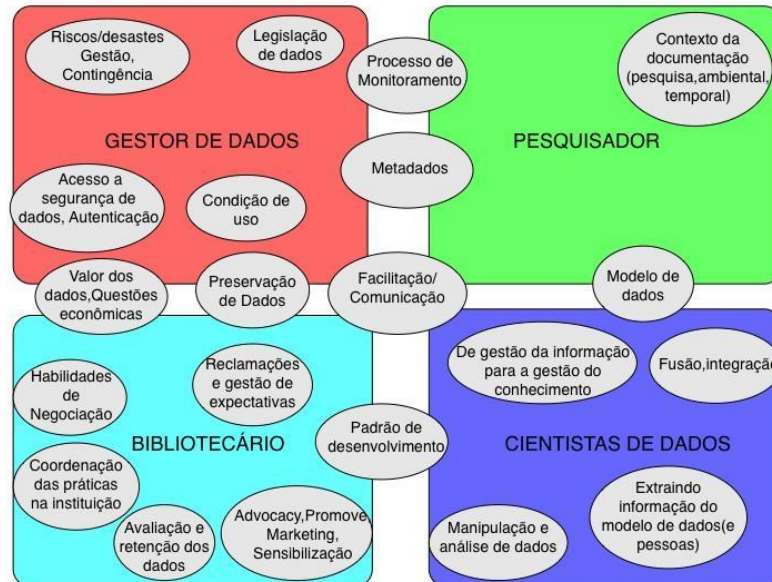 Riscos/desastes
Gestão,
Contingência
Legislação
de dados
Processo de
Monitoramento
Contexto da
documentação
(pesquisa,ambiental,
temporal)
GESTOR DE DADOS
PESQUISADOR
Metadados
Acesso a
segurança de
dados, Autenticação
Condição de
uso
Valor dos
dados,Questões
econômicas
Preservação
de Dados
Facilitação/
Comunicação
Modelo de
dados
Habilidades
de
Negociação
Reclamações
e gestão de
expectativas
De gestão da informação
para a gestão do
conhecimento
Fusão,integração
BIBLIOTECÁRIO
Padrão de
desenvolvimento
CIENTISTAS DE DADOS
Coordenação
das práticas
na instituição
Avaliação e
retenção dos
dados
Advocacy,Promove,
Marketing,
Sensibilização
Manipulação e
análise de dados
Extraindo
informação do
modelo de dados(e
pessoas)